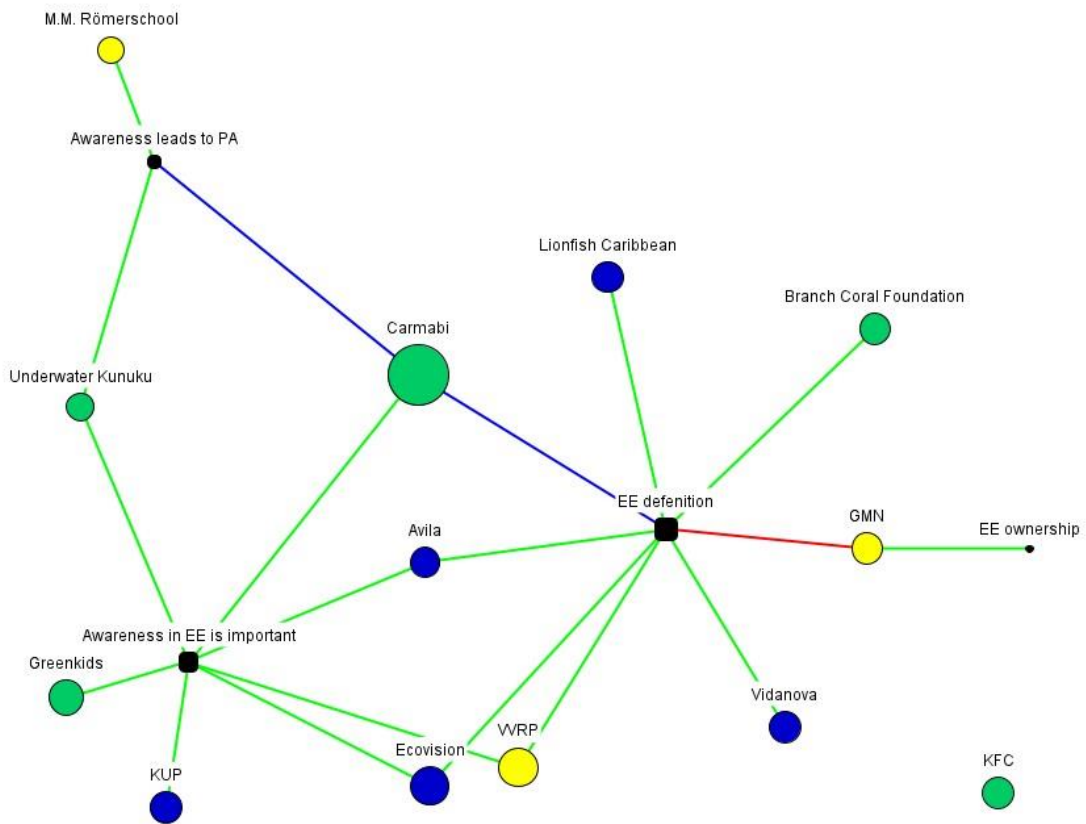 M.M. Römerschool
Awareness leads to PA
Lionfish Caribbean
Branch Coral Foundation
Carmabi
Underwater Kunuku
EE defenition
GMN
EE ownership
Avila
Awareness in EE is important
Greenkids
Vidanova
VVRP
Ecovision
KUP
KFC